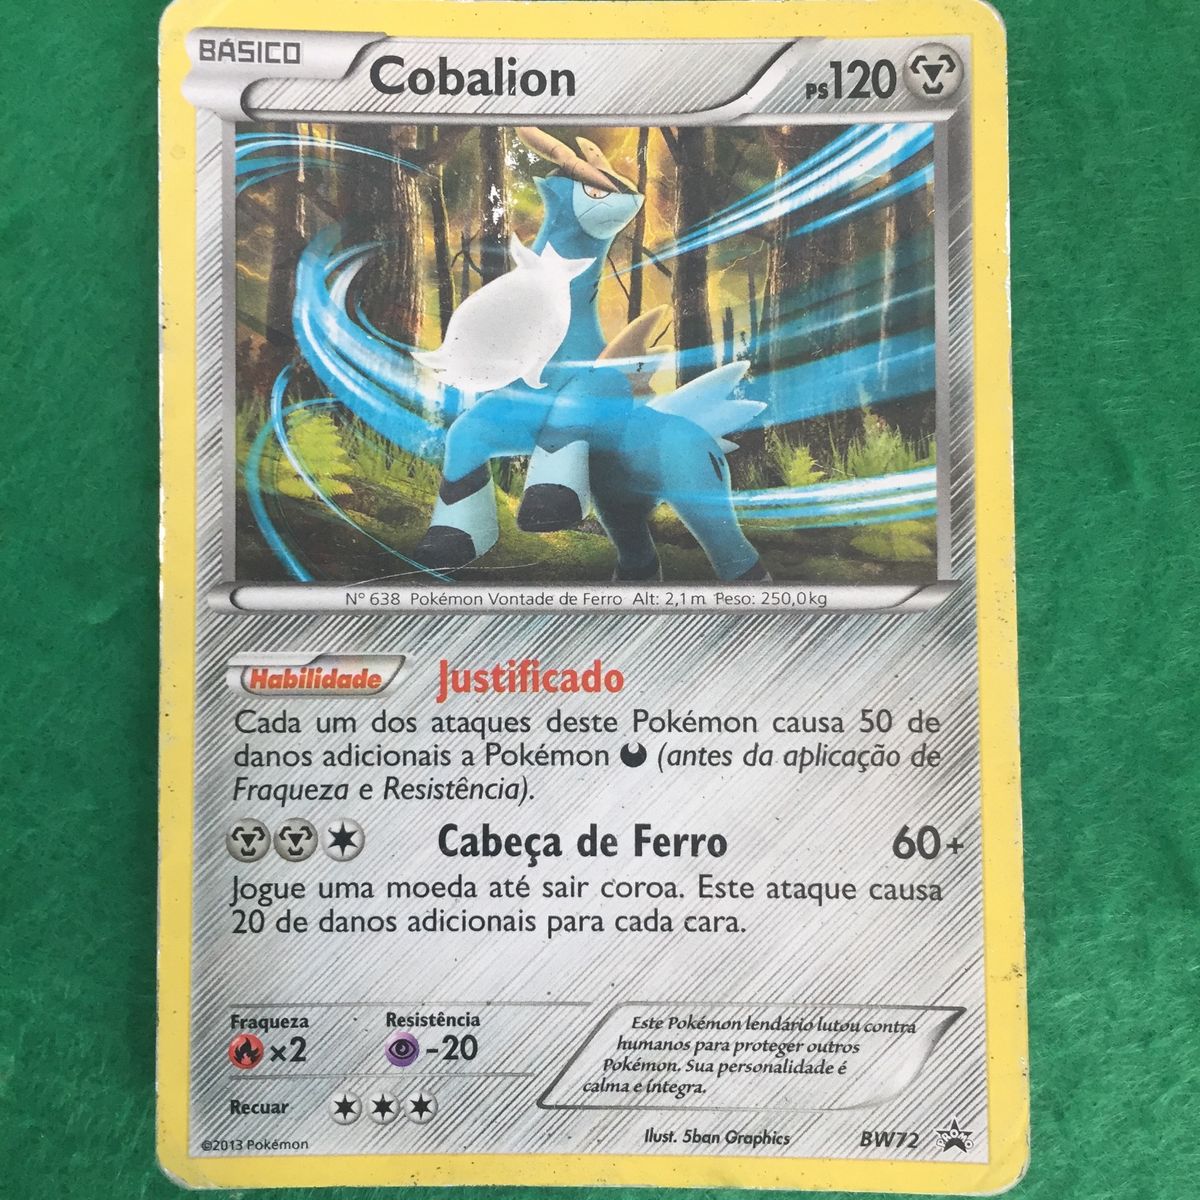 BÁSICO
Cobalion
PS120
Nº 638 Pokémon Vontade de Ferro Alt: 2,1m Peso: 250,0kg
Habilidade Justificado
Cada um dos ataques deste Pokémon causa 50 de
danos adicionais a Pokémon (antes da aplicação de
Fraqueza e Resistência).
Cabeça de Ferro 60+
Jogue uma moeda até sair coroa. Este ataque causa
20 de danos adicionais para cada cara.
Fraqueza
x2
Resistência
-20
Recuar
Este Pokémon lendário lutou contra
humanos para proteger outros
Pokémon. Sua personalidade é
calma e íntegra.
©2013 Pokémon
Ilust. 5ban Graphics
BW72
PROMO